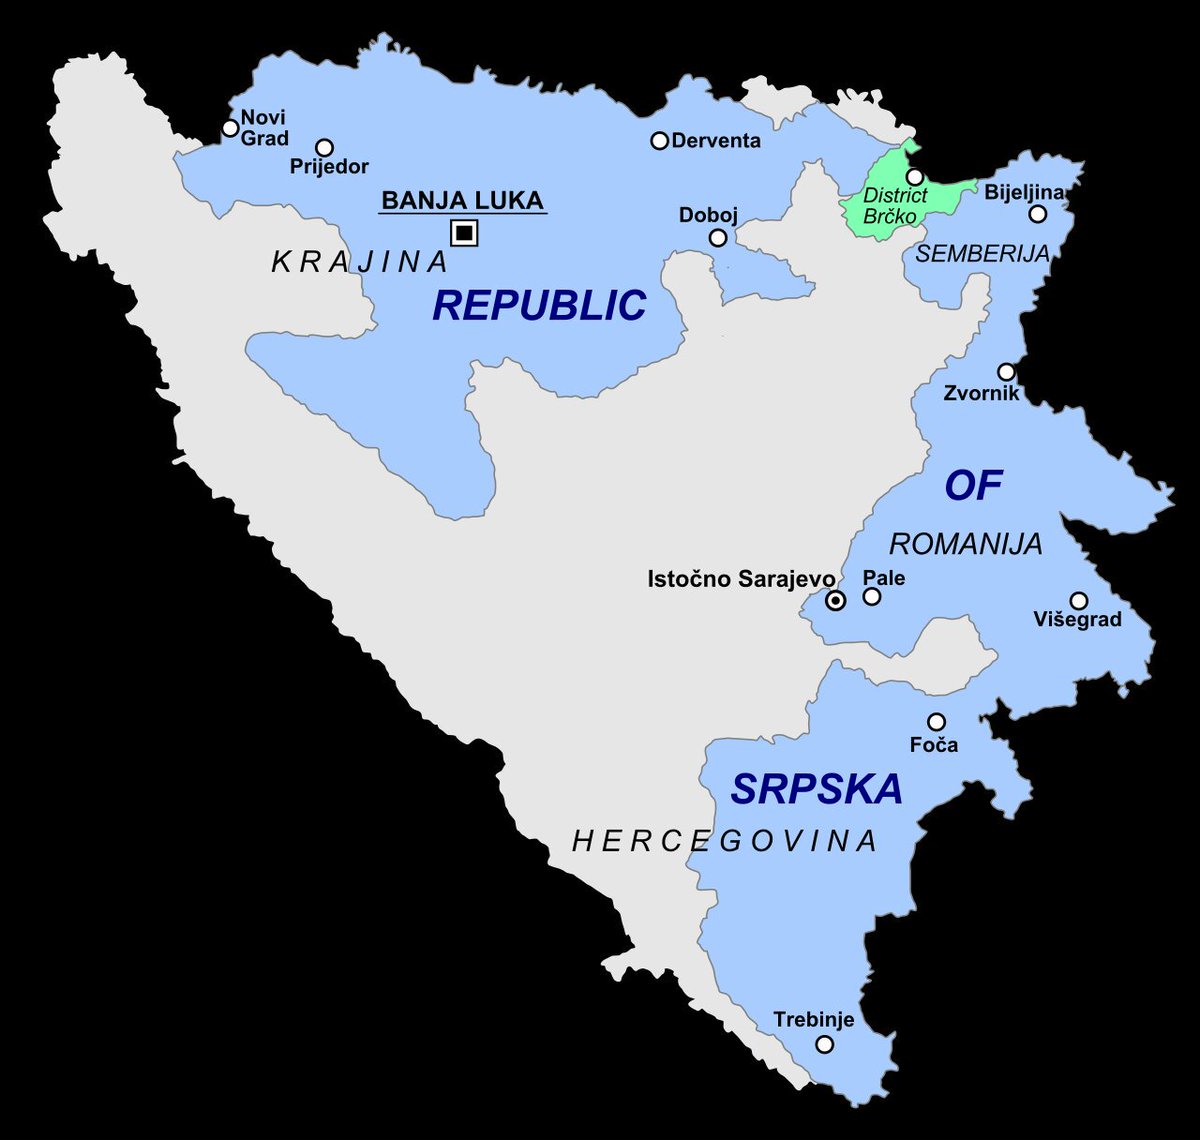 Novi
Grad
Prijedor
Derventa
BANJA LUKA
Doboj
District
Brčko
Bijeljina
SEMBERIJA
KRAJINA
REPUBLIC
Zvornik
OF
ROMANIJA
Istočno Sarajevo
Pale
Višegrad
Foča
SRPSKA
HERCEGOVINA
Trebinje